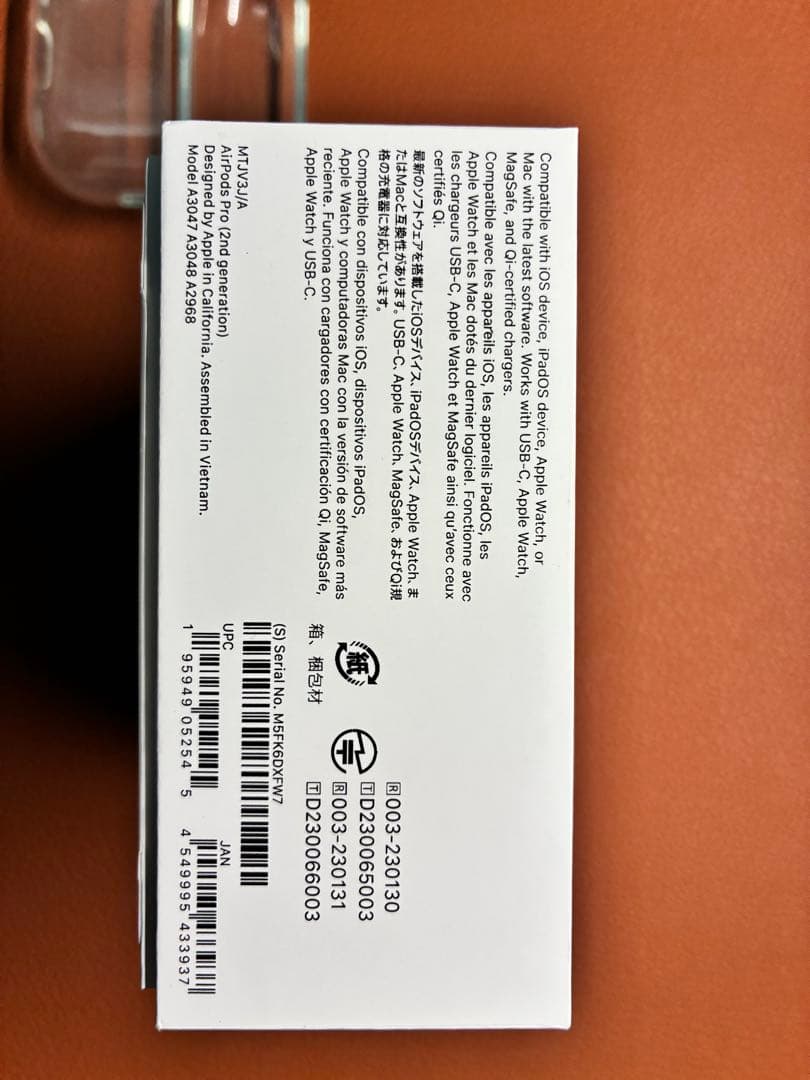 Compatible with iOS device, iPadOS device, Apple Watch, or
Mac with the latest software. Works with USB-C, Apple Watch,
MagSafe, and Qi-certified chargers.
Compatible avec les appareils iOS, les appareils iPadOS, les
Apple Watch et les Mac dotés du dernier logiciel. Fonctionne avec
les chargeurs USB-C, Apple Watch et MagSafe ainsi qu'avec ceux
certifiés Qi.
最新のソフトウェアを搭載したiOSデバイス、iPadOSデバイス、Apple Watch、ま
たはMacと互換性があります。USB-C、Apple Watch、MagSafe、およびQi規
格の充電器に対応しています。
Compatible con dispositivos iOS, dispositivos iPadOS,
Apple Watch y computadoras Mac con la versión de software más
reciente. Funciona con cargadores con certificación Qi, MagSafe,
Apple Watch y USB-C.
MTJV3J/A
AirPods Pro (2nd generation)
Designed by Apple in California. Assembled in Vietnam.
Model A3047 A3048 A2968
紙
箱、梱包材
R 003-230130
T D230065003
R 003-230131
T D230066003
(S) Serial No. M5FK6DXFW7
UPC
1 95949 05254 5
JAN
4 549995 433937